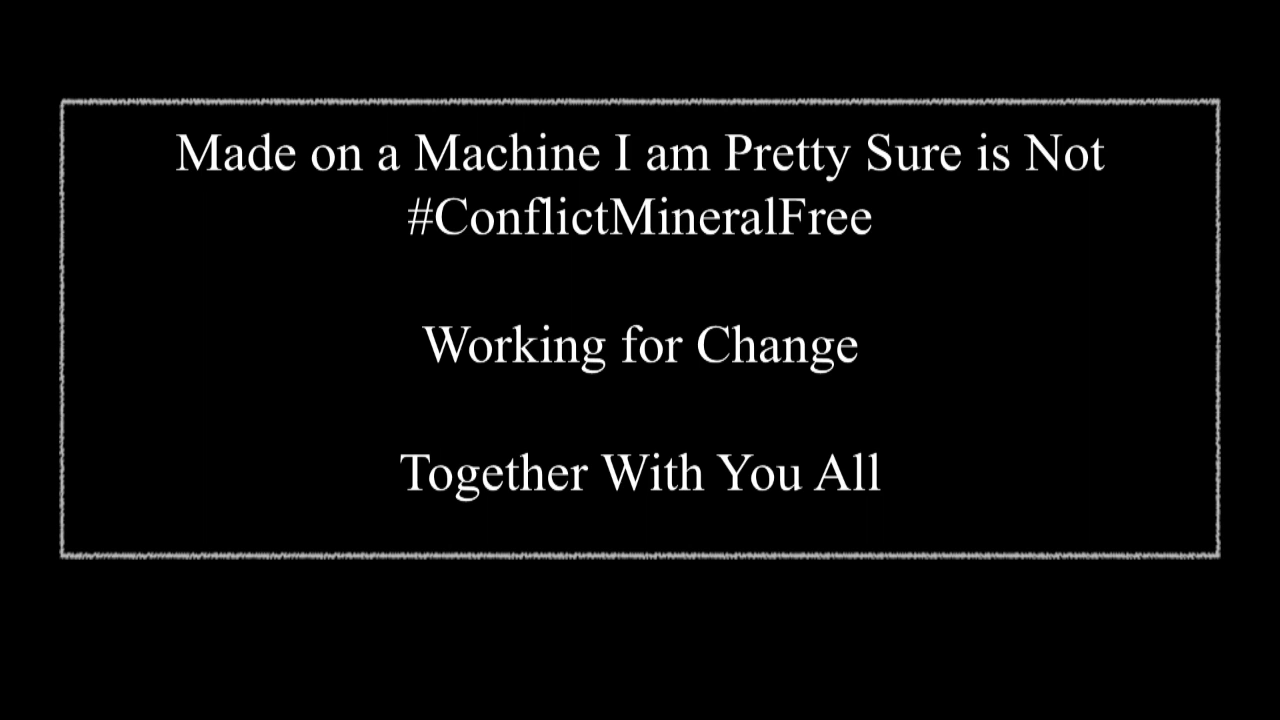 Made on a Machine I am Pretty Sure is Not
#ConflictMineralFree
Working for Change
Together With You All